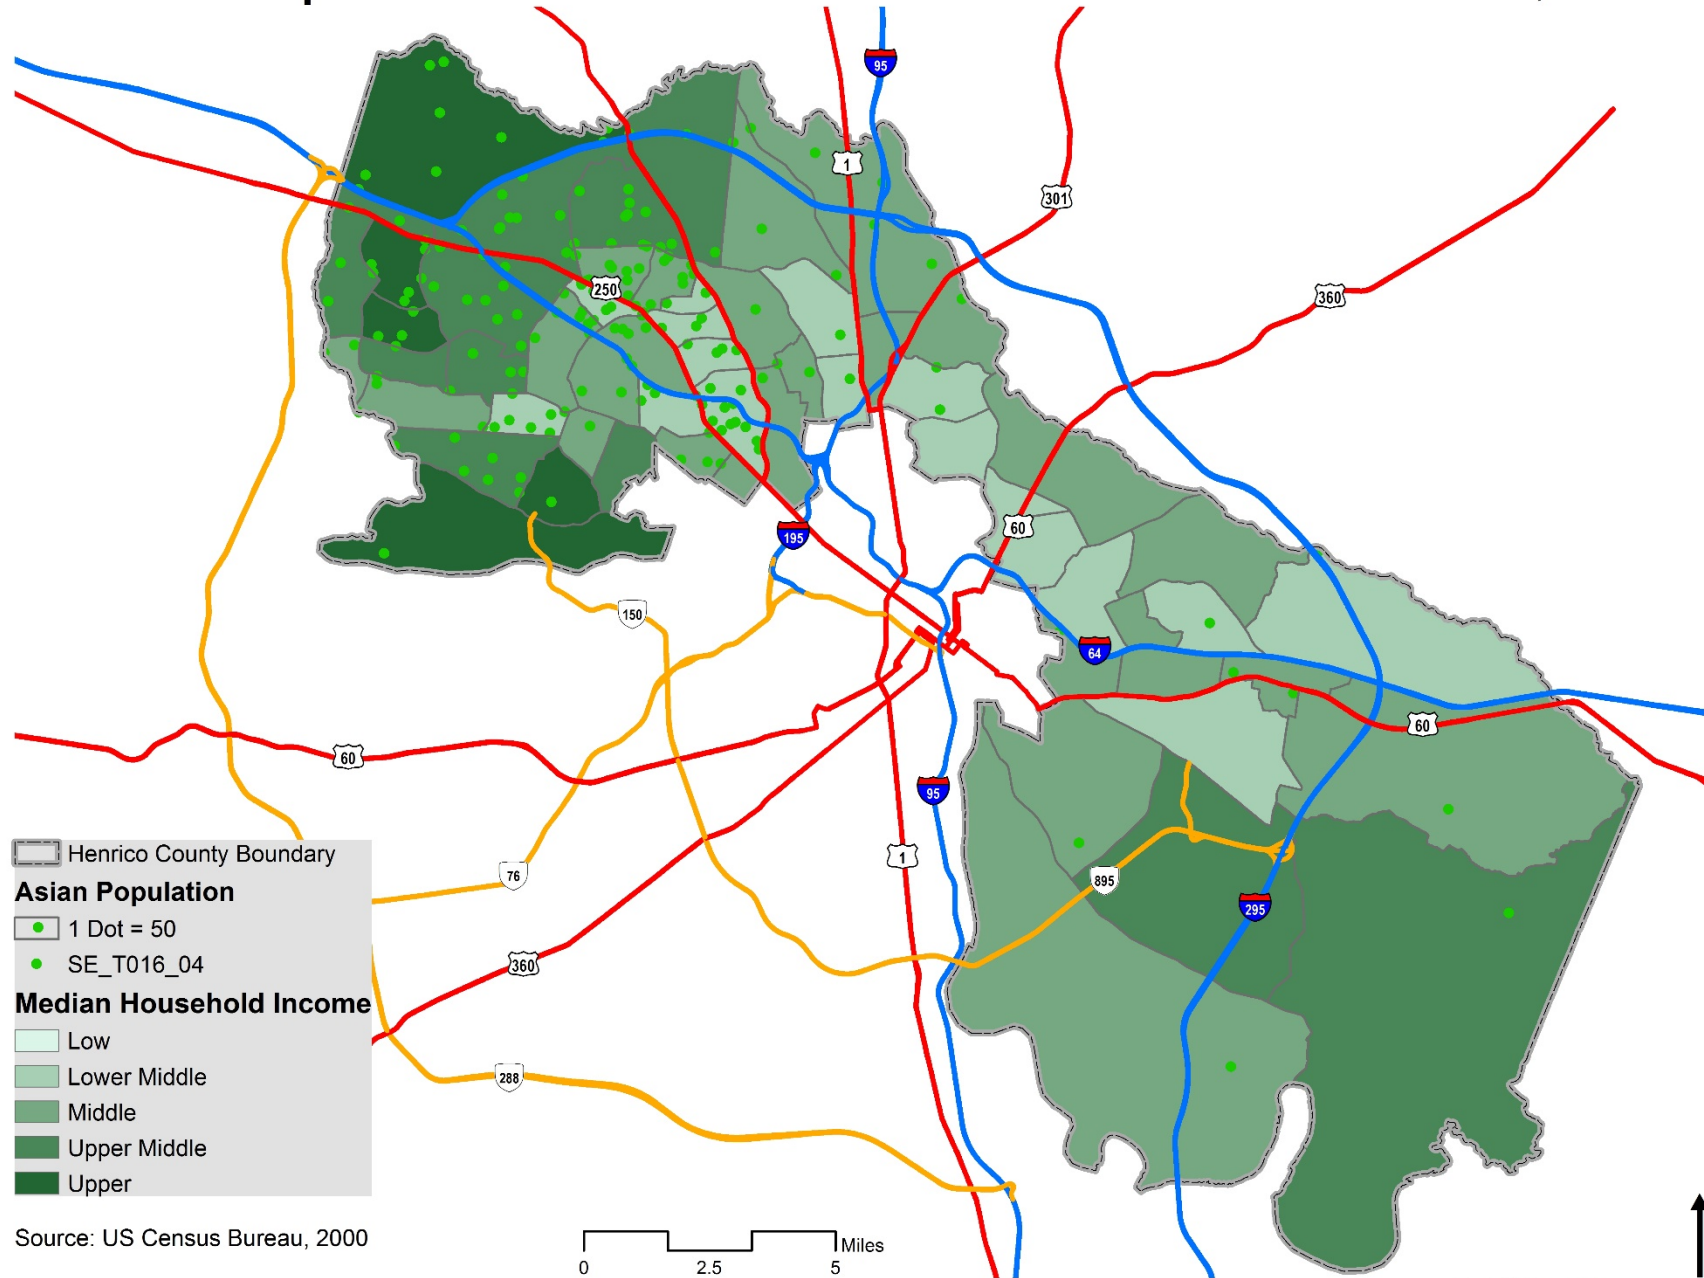 95
1
301
250
360
60
195
150
64
60
60
95
1
895
76
295
360
288
Henrico County Boundary
Asian Population
1 Dot = 50
SE_T016_04
Median Household Income
Low
Lower Middle
Middle
Upper Middle
Upper
Source: US Census Bureau, 2000
Miles
0 2.5 5